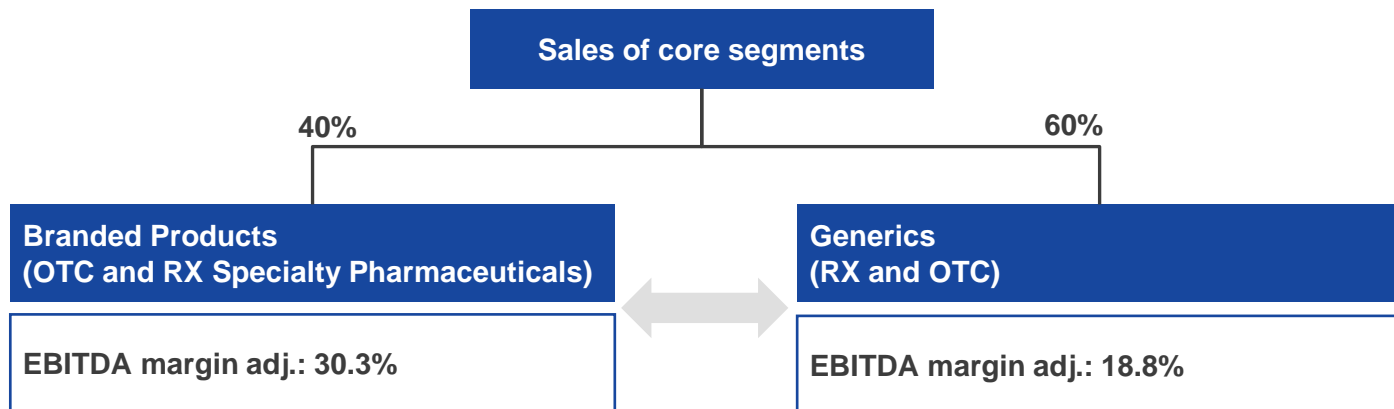 Sales of core segments
40%
60%
Branded Products
(OTC and RX Specialty Pharmaceuticals)
EBITDA margin adj.: 30.3%
Generics
(RX and OTC)
EBITDA margin adj.: 18.8%